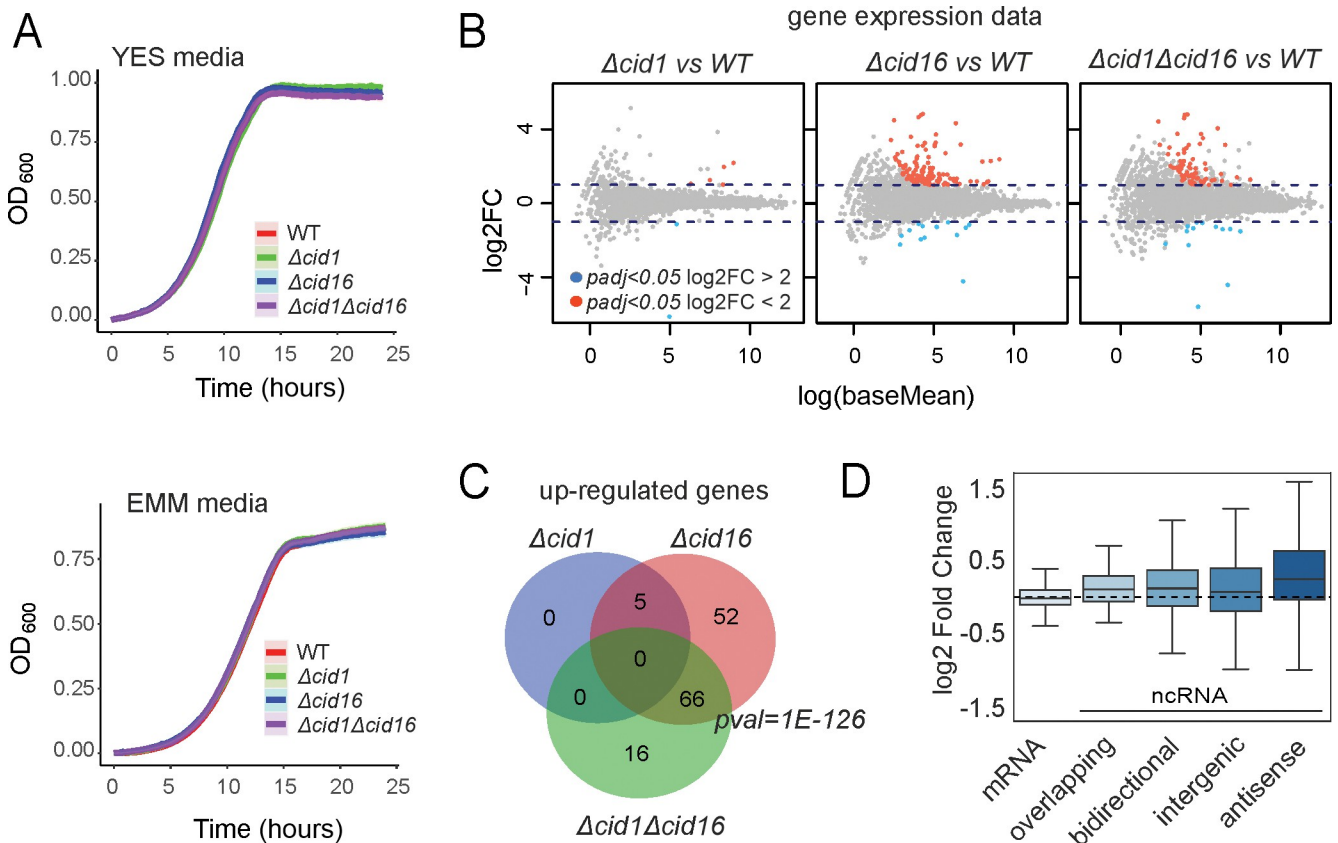 A
YES media
1.00
0.75
0.50
0.25
0.00
OD600
WT
Δcid1
Δcid16
Δcid1Δcid16
0 5 10 15 20 25
Time (hours)
EMM media
0.75
0.50
0.25
0.00
OD600
WT
Δcid1
Δcid16
Δcid1Δcid16
0 5 10 15 20 25
Time (hours)
B
gene expression data
Δcid1 vs WT
Δcid16 vs WT
Δcid1Δcid16 vs WT
4
0
−4
log2FC
padj<0.05 log2FC > 2
padj<0.05 log2FC < 2
0 5 10
0 5 10
0 5 10
log(baseMean)
C
up-regulated genes
Δcid1
Δcid16
0
5
52
0
0
66
pval=1E-126
16
Δcid1Δcid16
D
1.5
0.5
-0.5
-1.5
log2 Fold Change
ncRNA
mRNA
overlapping
bidirectional
intergenic
antisense